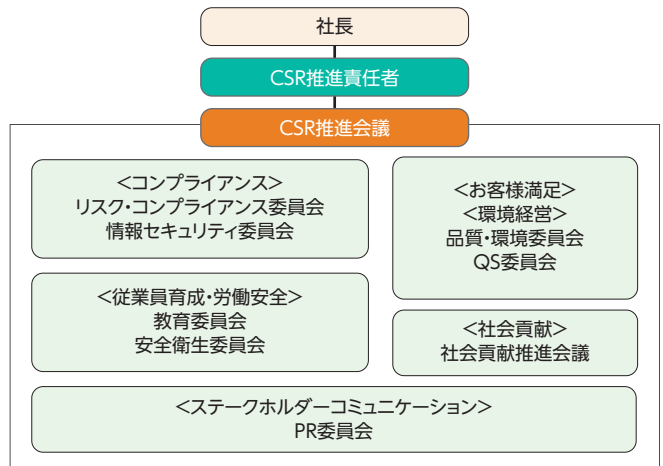 社長
CSR推進責任者
CSR推進会議
＜コンプライアンス＞
リスク・コンプライアンス委員会
情報セキュリティ委員会
＜お客様満足＞
＜環境経営＞
品質・環境委員会
QS委員会
＜従業員育成・労働安全＞
教育委員会
安全衛生委員会
＜社会貢献＞
社会貢献推進会議
＜ステークホルダーコミュニケーション＞
PR委員会